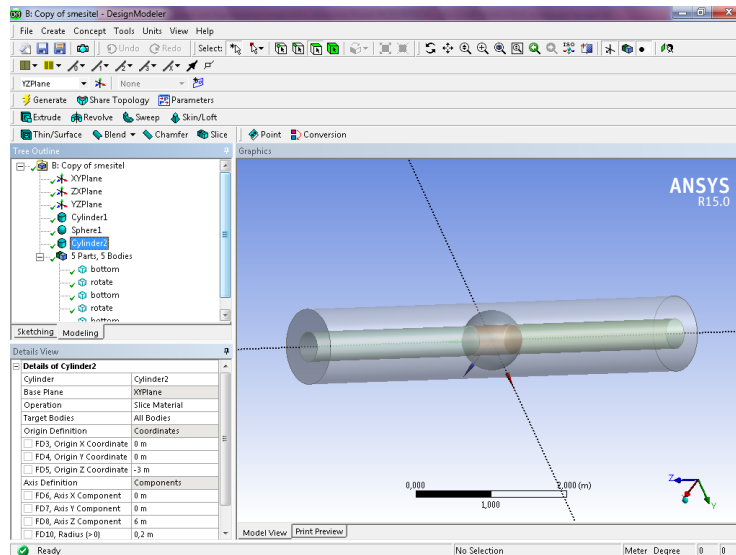 B: Copy of smesitel - DesignModeler
File Create Concept Tools Units View Help
Undo Redo Select:
YZPlane None
Generate Share Topology Parameters
Extrude Revolve Sweep Skin/Loft
Thin/Surface Blend Chamfer Slice Point Conversion
Tree Outline
B: Copy of smesitel
XYPlane
ZXPlane
YZPlane
Cylinder1
Sphere1
Cylinder2
5 Parts, 5 Bodies
bottom
rotate
bottom
rotate
bottom
Sketching Modeling
Details View
Details of Cylinder2
Cylinder Cylinder2
Base Plane XYPlane
Operation Slice Material
Target Bodies All Bodies
Origin Definition Coordinates
FD3, Origin X Coordinate 0 m
FD4, Origin Y Coordinate 0 m
FD5, Origin Z Coordinate -3 m
Axis Definition Components
FD6, Axis X Component 0 m
FD7, Axis Y Component 0 m
FD8, Axis Z Component 6 m
FD10, Radius (>0) 0,2 m
Graphics
ANSYS
R15.0
0,000 2,000 (m)
1,000
Z
Y
Model View Print Preview
Ready No Selection Meter Degree 0 0